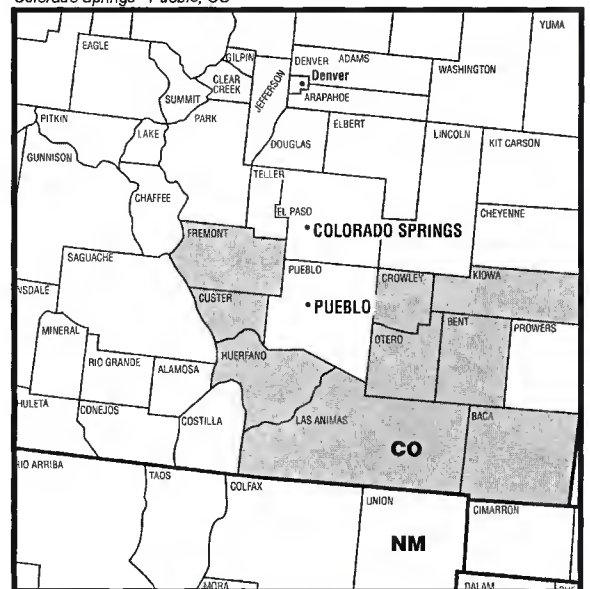 Colorado Springs - Pueblo, CO
YUMA
EAGLE
GILPIN
DENVER
ADAMS
Denver
WASHINGTON
CLEAR
CREEK
JEFFERSON
ARAPAHOE
SUMMIT
PITKIN
PARK
LAKE
ELBERT
LINCOLN
DOUGLAS
KIT CARSON
GUNNISON
TELLER
CHAFFEE
EL PASO
CHEYENNE
FREMONT
COLORADO SPRINGS
SAGUACHE
PUEBLO
CROWLEY
KIOWA
NSDALE
CUSTER
PUEBLO
BENT
PROWERS
MINERAL
OTERO
HUERFANO
RIO GRANDE
ALAMOSA
HULETA
CONEJOS
COSTILLA
LAS ANIMAS
BACA
CO
RIO ARRIBA
TAOS
COLFAX
UNION
CIMARRON
NM
MORA
DALAM